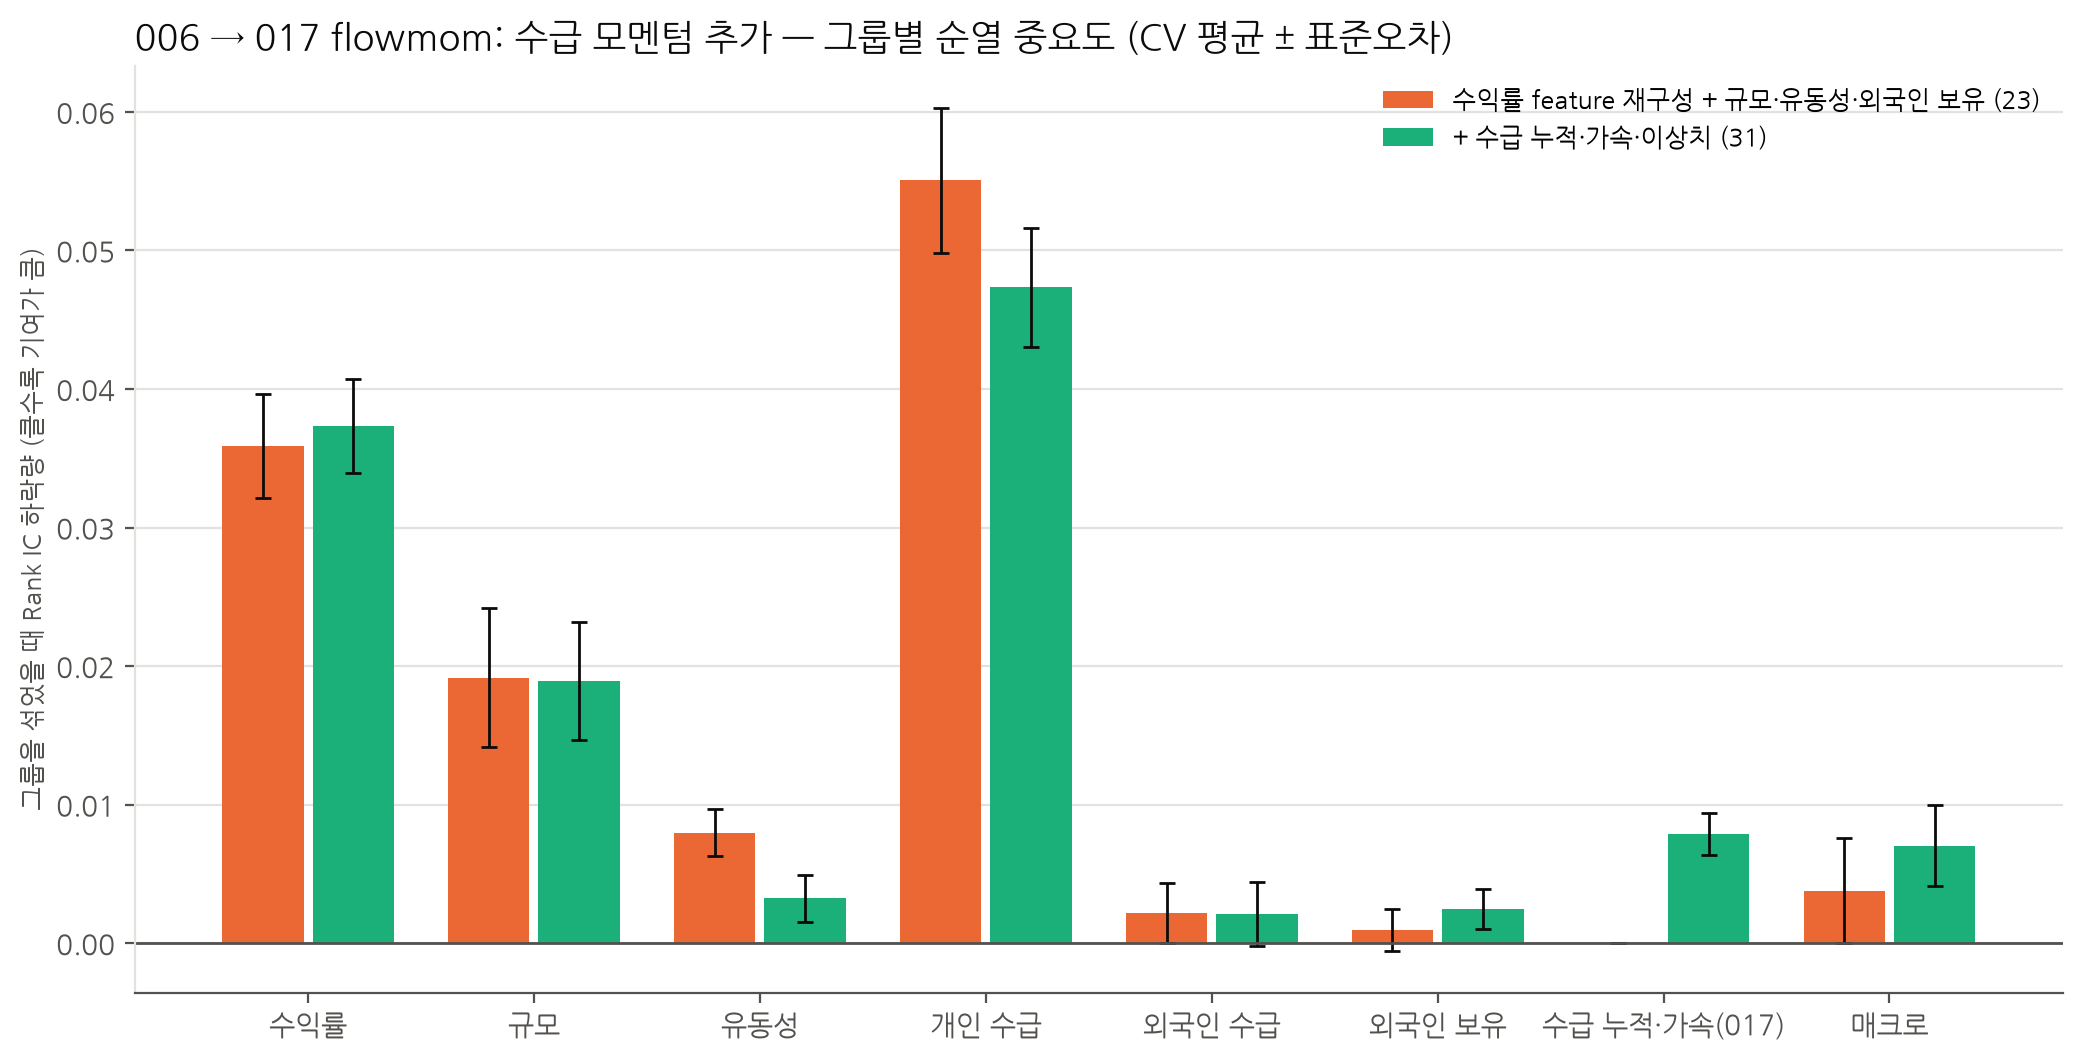 006 → 017 flowmom: 수급 모멘텀 추가 — 그룹별 순열 중요도 (CV 평균 ± 표준오차)
수익률 feature 재구성 + 규모·유동성·외국인 보유 (23)
+ 수급 누적·가속·이상치 (31)
그룹을 섞었을 때 Rank IC 하락량 (클수록 기여가 큼)
0.06
0.05
0.04
0.03
0.02
0.01
0.00
수익률
규모
유동성
개인 수급
외국인 수급
외국인 보유
수급 누적·가속(017)
매크로